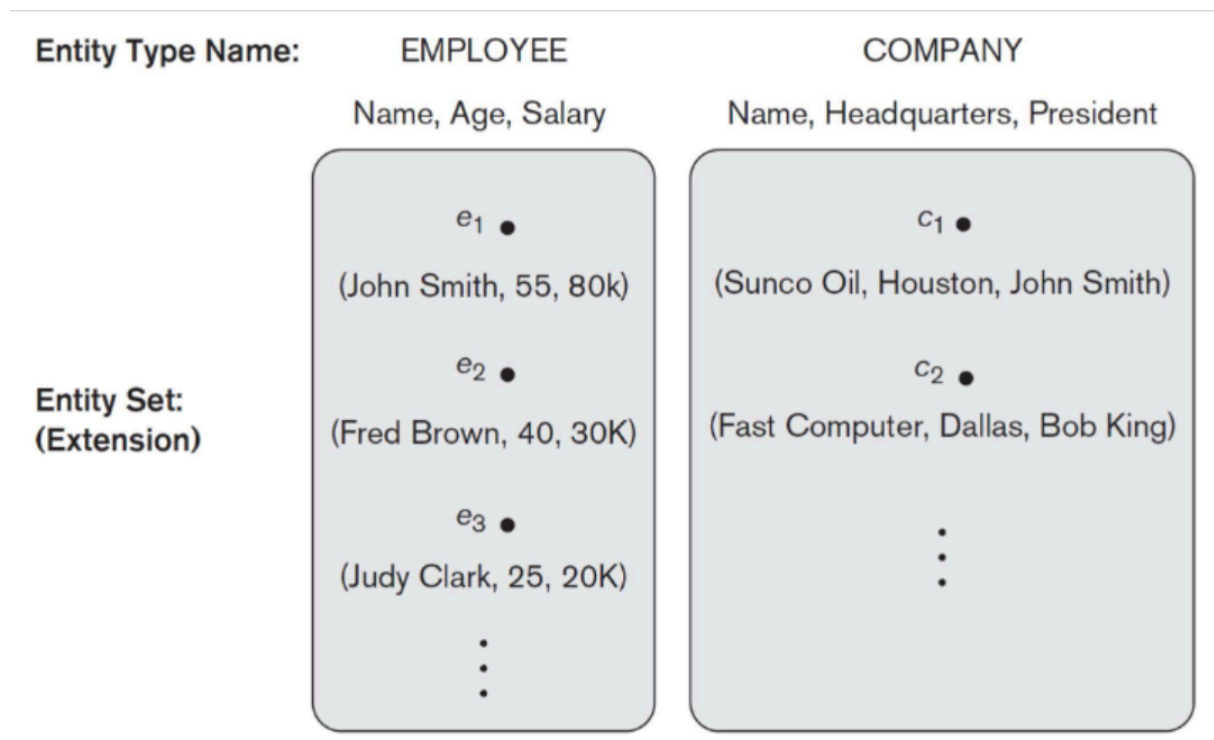 Entity Type Name: EMPLOYEE COMPANY
Name, Age, Salary Name, Headquarters, President
e1 • c1 •
(John Smith, 55, 80k) (Sunco Oil, Houston, John Smith)
e2 • c2 •
Entity Set:
(Extension)
(Fred Brown, 40, 30K) (Fast Computer, Dallas, Bob King)
e3 •
(Judy Clark, 25, 20K)